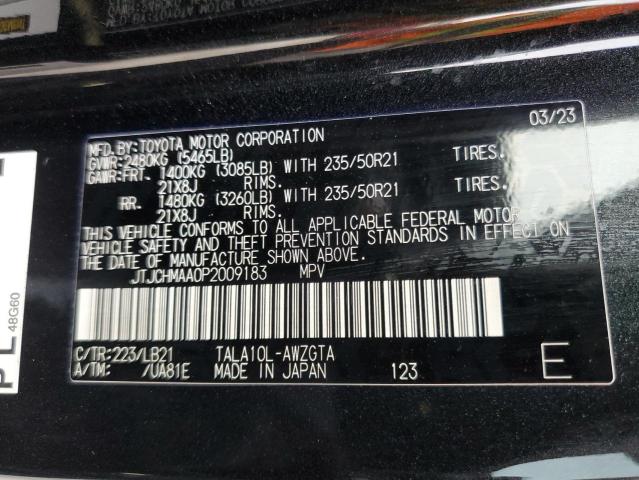 03/23
MFD.BY:TOYOTA MOTOR CORPORATION
GVWR:2480KG (5465LB)
GAWR:FRT- 1400KG (3085LB) WITH 235/50R21 TIRES.
21X8J RIMS.
RR. 1480KG (3260LB) WITH 235/50R21 TIRES.
21X8J RIMS.
THIS VEHICLE CONFORMS TO ALL APPLICABLE FEDERAL MOTOR
VEHICLE SAFETY AND THEFT PREVENTION STANDARDS IN EFFECT ON
THE DATE OF MANUFACTURE SHOWN ABOVE.
JTJCHMAA0P2009183 MPV
C/TR:223/LB21 TALA10L-AWZGTA
A/TM: /UA81E MADE IN JAPAN 123 E
48G60